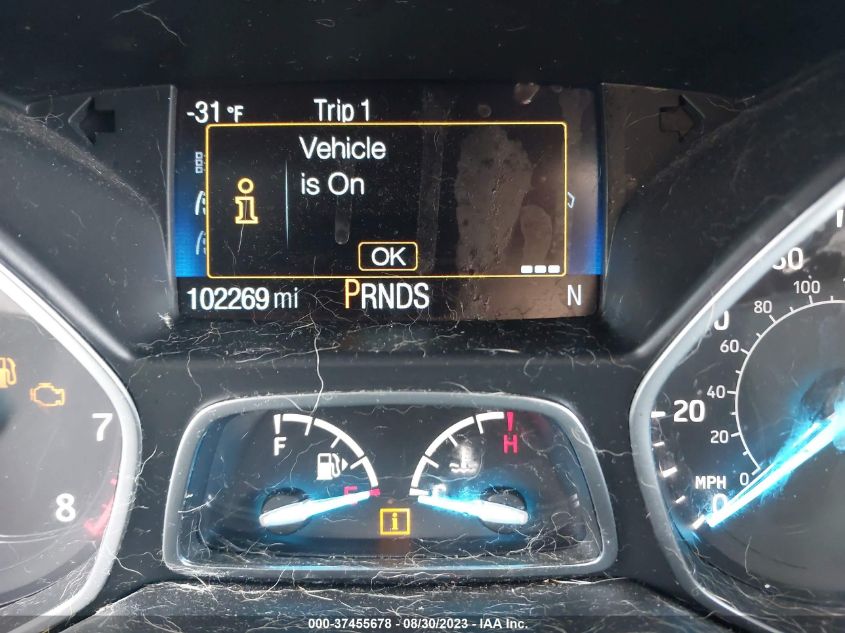 -31 °F Trip 1
Vehicle
is On
i
OK
102269 mi PRNDS N
7
8
F
H
C
i
20
MPH
0
100
80
60
40
20
0
000-37455678 - 08/30/2023 - IAA Inc.